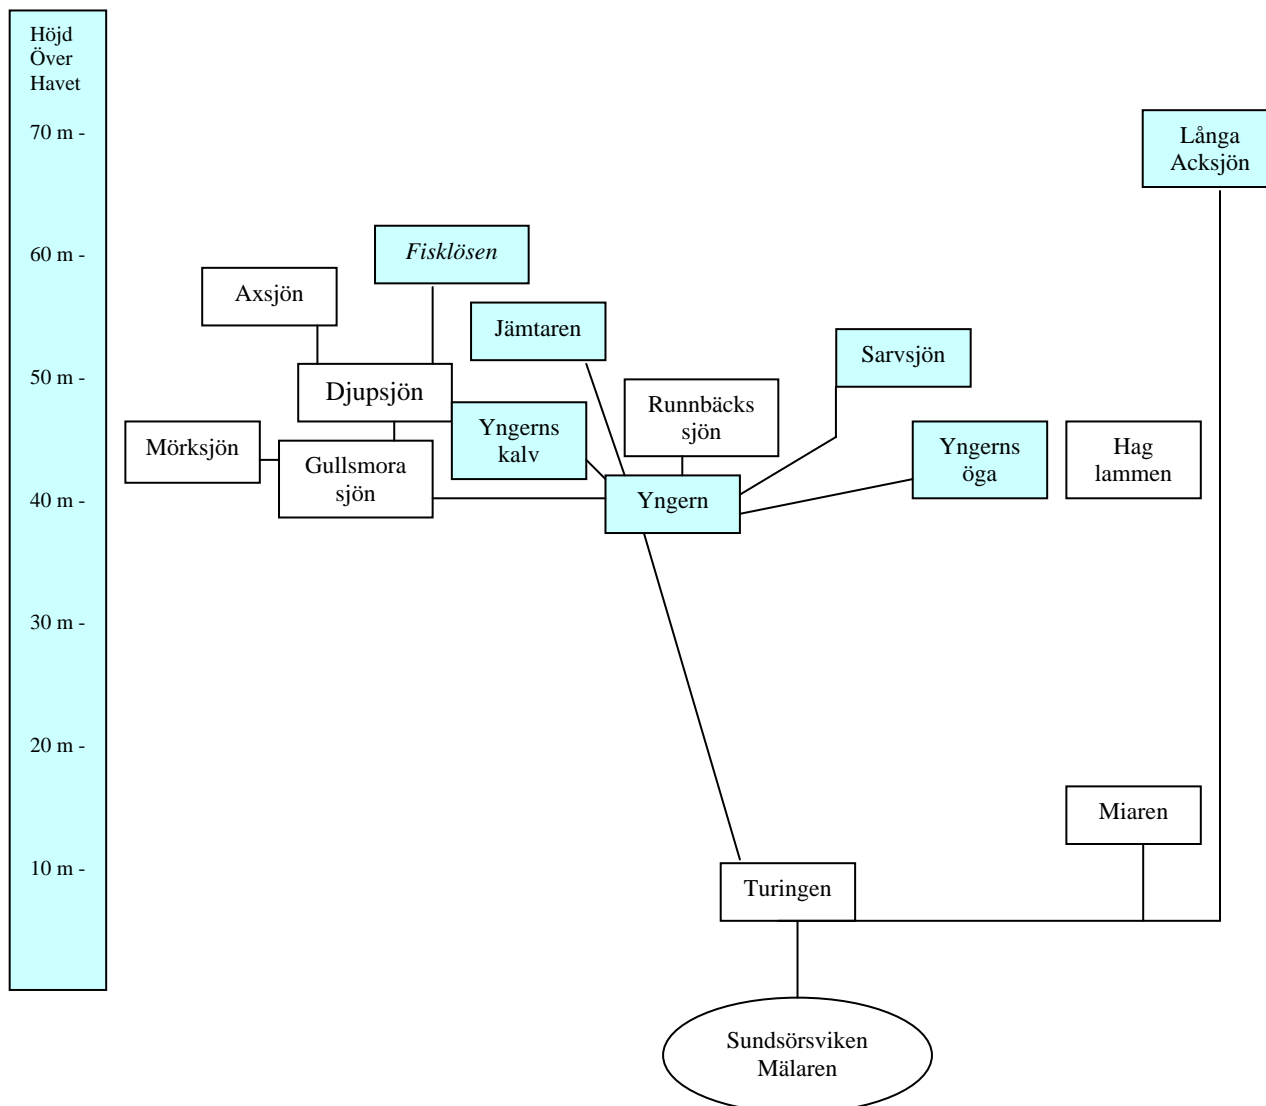 Höjd
Över
Havet
70 m -
60 m -
50 m -
40 m -
30 m -
20 m -
10 m -
Långa
Acksjön
Fisklösen
Axsjön
Jämtaren
Sarvsjön
Djupsjön
Runnbäcks
sjön
Yngerns
kalv
Mörksjön
Gullsmora
sjön
Yngerns
öga
Hag
lammen
Yngern
Miaren
Turingen
Sundsörsviken
Mälaren